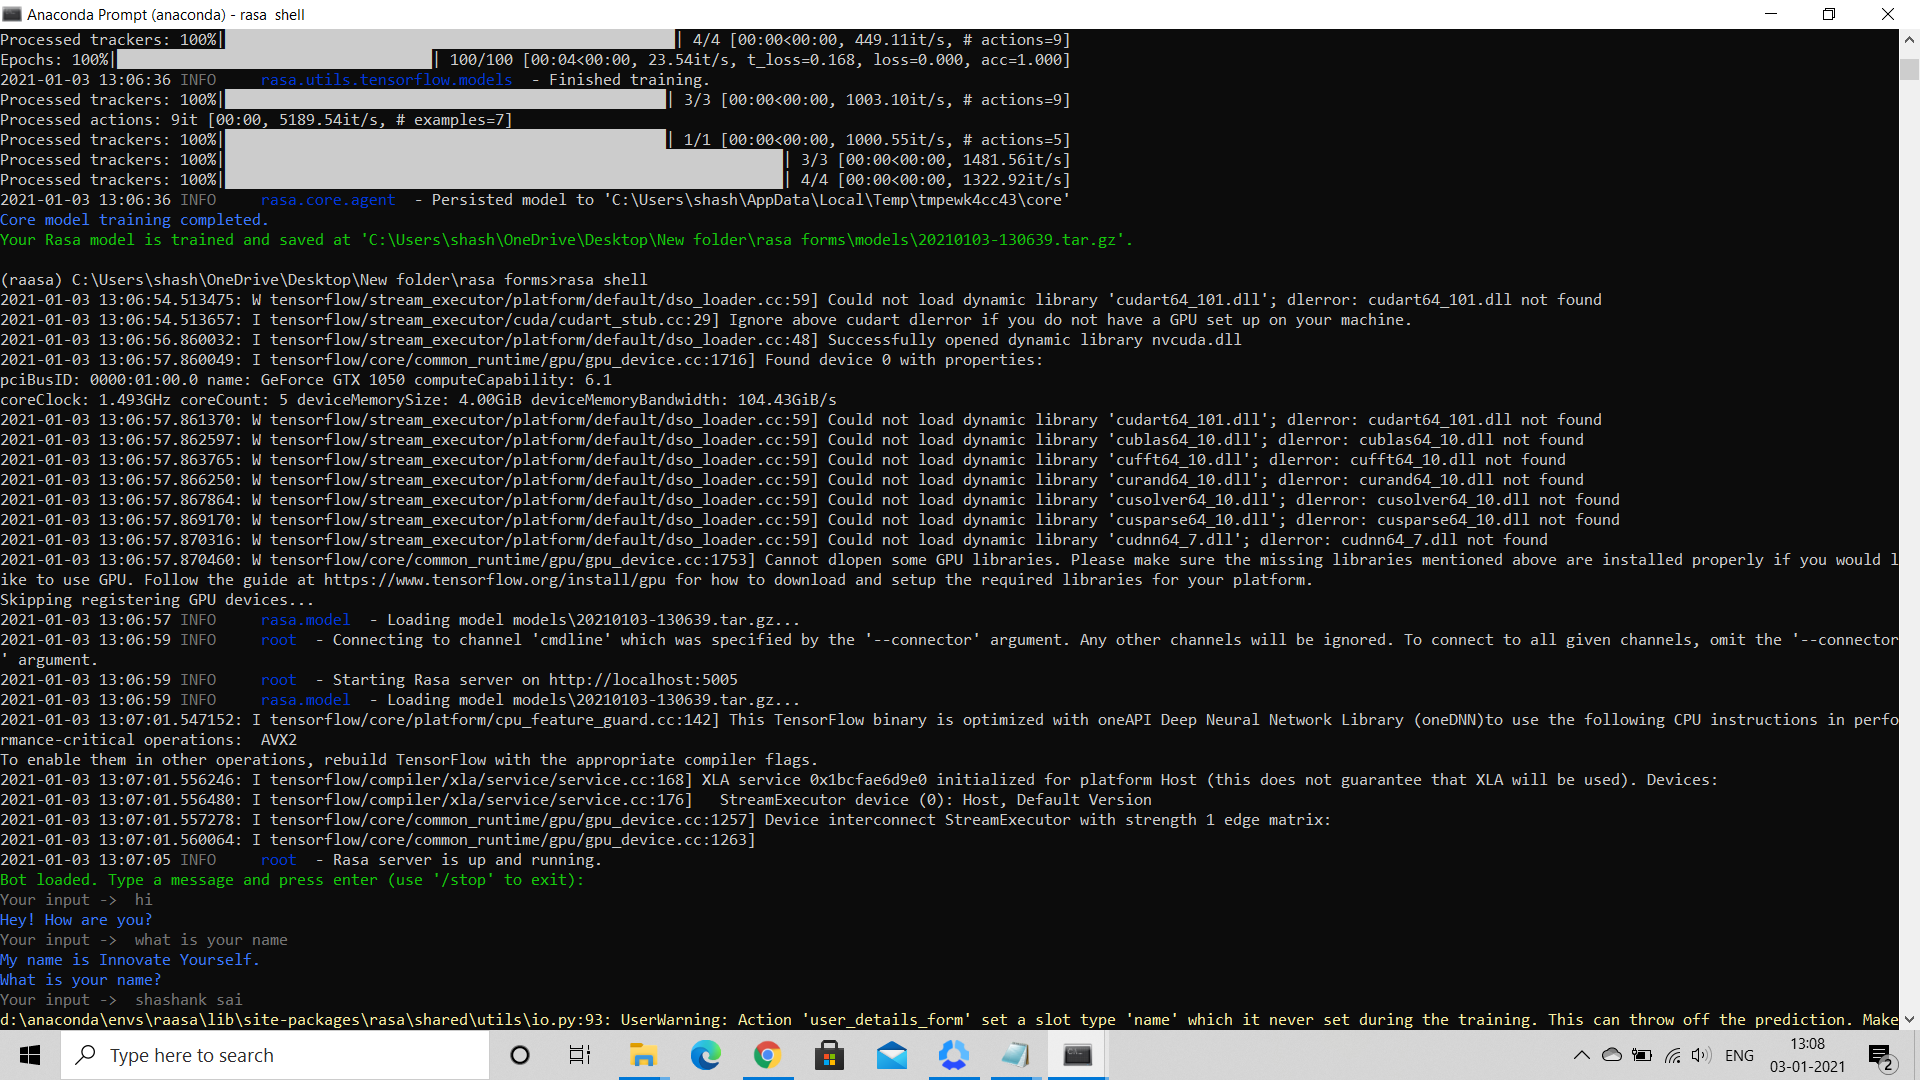 Anaconda Prompt (anaconda) - rasa  shell
Processed trackers: 100%| | 4/4 [00:00<00:00, 449.11it/s, # actions=9]
Epochs: 100%| | 100/100 [00:04<00:00, 23.54it/s, t_loss=0.168, loss=0.000, acc=1.000]
2021-01-03 13:06:36 INFO     rasa.utils.tensorflow.models  - Finished training.
Processed trackers: 100%| | 3/3 [00:00<00:00, 1003.10it/s, # actions=9]
Processed actions: 9it [00:00, 5189.54it/s, # examples=7]
Processed trackers: 100%| | 1/1 [00:00<00:00, 1000.55it/s, # actions=5]
Processed trackers: 100%| | 3/3 [00:00<00:00, 1481.56it/s]
Processed trackers: 100%| | 4/4 [00:00<00:00, 1322.92it/s]
2021-01-03 13:06:36 INFO     rasa.core.agent  - Persisted model to 'C:\Users\shash\AppData\Local\Temp\tmpewk4cc43\core'
Core model training completed.
Your Rasa model is trained and saved at 'C:\Users\shash\OneDrive\Desktop\New folder\rasa forms\models\20210103-130639.tar.gz'.
(raasa) C:\Users\shash\OneDrive\Desktop\New folder\rasa forms>rasa shell
2021-01-03 13:06:54.513475: W tensorflow/stream_executor/platform/default/dso_loader.cc:59] Could not load dynamic library 'cudart64_101.dll'; dlerror: cudart64_101.dll not found
2021-01-03 13:06:54.513657: I tensorflow/stream_executor/cuda/cudart_stub.cc:29] Ignore above cudart dlerror if you do not have a GPU set up on your machine.
2021-01-03 13:06:56.860032: I tensorflow/stream_executor/platform/default/dso_loader.cc:48] Successfully opened dynamic library nvcuda.dll
2021-01-03 13:06:57.860049: I tensorflow/core/common_runtime/gpu/gpu_device.cc:1716] Found device 0 with properties:
pciBusID: 0000:01:00.0 name: GeForce GTX 1050 computeCapability: 6.1
coreClock: 1.493GHz coreCount: 5 deviceMemorySize: 4.00GiB deviceMemoryBandwidth: 104.43GiB/s
2021-01-03 13:06:57.861370: W tensorflow/stream_executor/platform/default/dso_loader.cc:59] Could not load dynamic library 'cudart64_101.dll'; dlerror: cudart64_101.dll not found
2021-01-03 13:06:57.862597: W tensorflow/stream_executor/platform/default/dso_loader.cc:59] Could not load dynamic library 'cublas64_10.dll'; dlerror: cublas64_10.dll not found
2021-01-03 13:06:57.863765: W tensorflow/stream_executor/platform/default/dso_loader.cc:59] Could not load dynamic library 'cufft64_10.dll'; dlerror: cufft64_10.dll not found
2021-01-03 13:06:57.866250: W tensorflow/stream_executor/platform/default/dso_loader.cc:59] Could not load dynamic library 'curand64_10.dll'; dlerror: curand64_10.dll not found
2021-01-03 13:06:57.867864: W tensorflow/stream_executor/platform/default/dso_loader.cc:59] Could not load dynamic library 'cusolver64_10.dll'; dlerror: cusolver64_10.dll not found
2021-01-03 13:06:57.869170: W tensorflow/stream_executor/platform/default/dso_loader.cc:59] Could not load dynamic library 'cusparse64_10.dll'; dlerror: cusparse64_10.dll not found
2021-01-03 13:06:57.870316: W tensorflow/stream_executor/platform/default/dso_loader.cc:59] Could not load dynamic library 'cudnn64_7.dll'; dlerror: cudnn64_7.dll not found
2021-01-03 13:06:57.870460: W tensorflow/core/common_runtime/gpu/gpu_device.cc:1753] Cannot dlopen some GPU libraries. Please make sure the missing libraries mentioned above are installed properly if you would l
ike to use GPU. Follow the guide at https://www.tensorflow.org/install/gpu for how to download and setup the required libraries for your platform.
Skipping registering GPU devices...
2021-01-03 13:06:57 INFO     rasa.model  - Loading model models\20210103-130639.tar.gz...
2021-01-03 13:06:59 INFO     root  - Connecting to channel 'cmdline' which was specified by the '--connector' argument. Any other channels will be ignored. To connect to all given channels, omit the '--connector
' argument.
2021-01-03 13:06:59 INFO     root  - Starting Rasa server on http://localhost:5005
2021-01-03 13:06:59 INFO     rasa.model  - Loading model models\20210103-130639.tar.gz...
2021-01-03 13:07:01.547152: I tensorflow/core/platform/cpu_feature_guard.cc:142] This TensorFlow binary is optimized with oneAPI Deep Neural Network Library (oneDNN)to use the following CPU instructions in perfo
rmance-critical operations:  AVX2
To enable them in other operations, rebuild TensorFlow with the appropriate compiler flags.
2021-01-03 13:07:01.556246: I tensorflow/compiler/xla/service/service.cc:168] XLA service 0x1bcfae6d9e0 initialized for platform Host (this does not guarantee that XLA will be used). Devices:
2021-01-03 13:07:01.556480: I tensorflow/compiler/xla/service/service.cc:176]   StreamExecutor device (0): Host, Default Version
2021-01-03 13:07:01.557278: I tensorflow/core/common_runtime/gpu/gpu_device.cc:1257] Device interconnect StreamExecutor with strength 1 edge matrix:
2021-01-03 13:07:01.560064: I tensorflow/core/common_runtime/gpu/gpu_device.cc:1263]
2021-01-03 13:07:05 INFO     root  - Rasa server is up and running.
Bot loaded. Type a message and press enter (use '/stop' to exit):
Your input ->  hi
Hey! How are you?
Your input ->  what is your name
My name is Innovate Yourself.
What is your name?
Your input ->  shashank sai
d:\anaconda\envs\raasa\lib\site-packages\rasa\shared\utils\io.py:93: UserWarning: Action 'user_details_form' set a slot type 'name' which it never set during the training. This can throw off the prediction. Make
Type here to search
ENG
13:08
03-01-2021
2